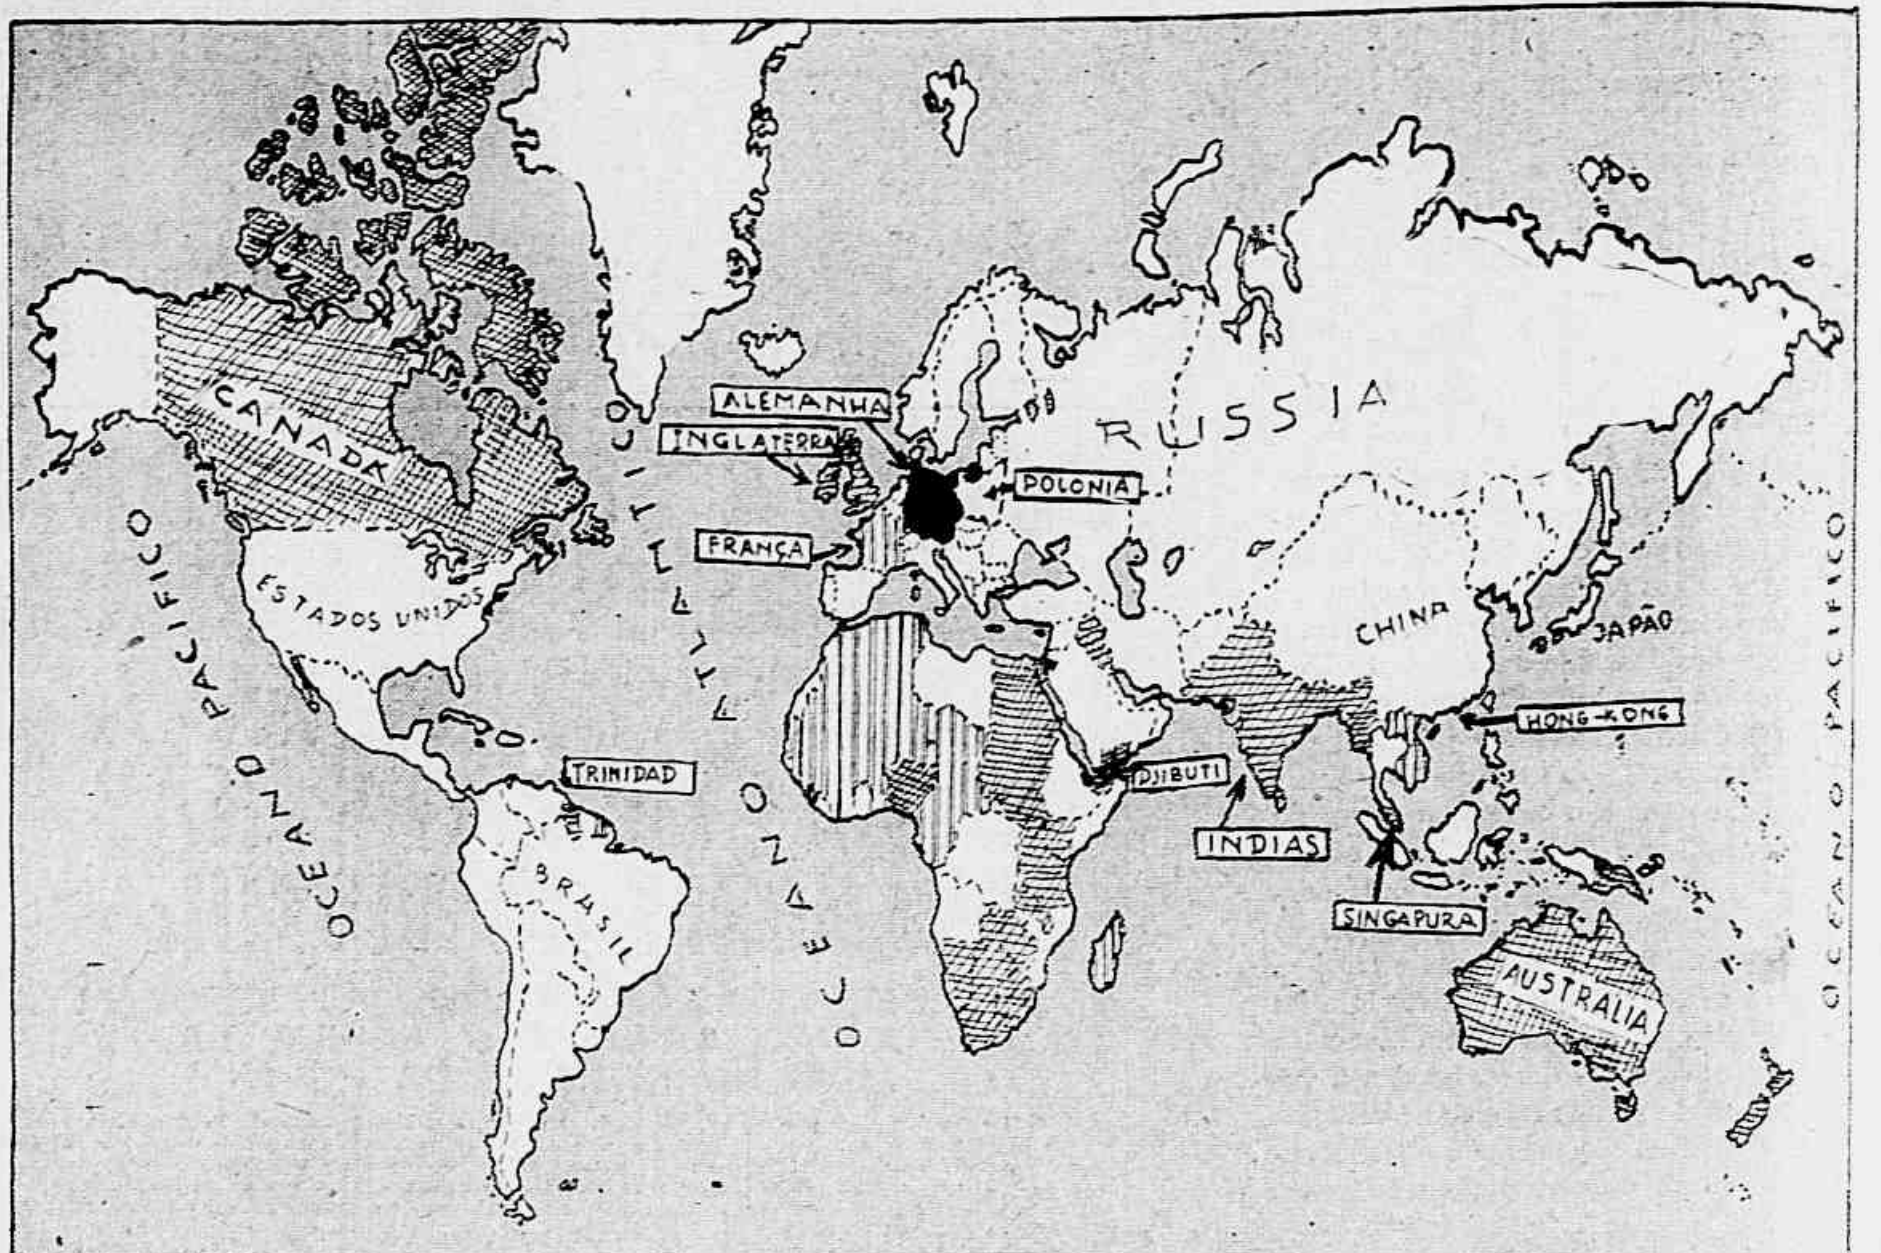 CANADÁ
ALEMANHA
INGLATERRA
RUSSIA
POLONIA
FRANÇA
ESTADOS UNIDOS
CHINA
JAPÃO
HONG-KONG
TRINIDAD
DJIBUTI
INDIAS
BRASIL
SINGAPURA
AUSTRALIA
OCEANO PACIFICO
OCEANO ATLANTICO
OCEANO PACIFICO